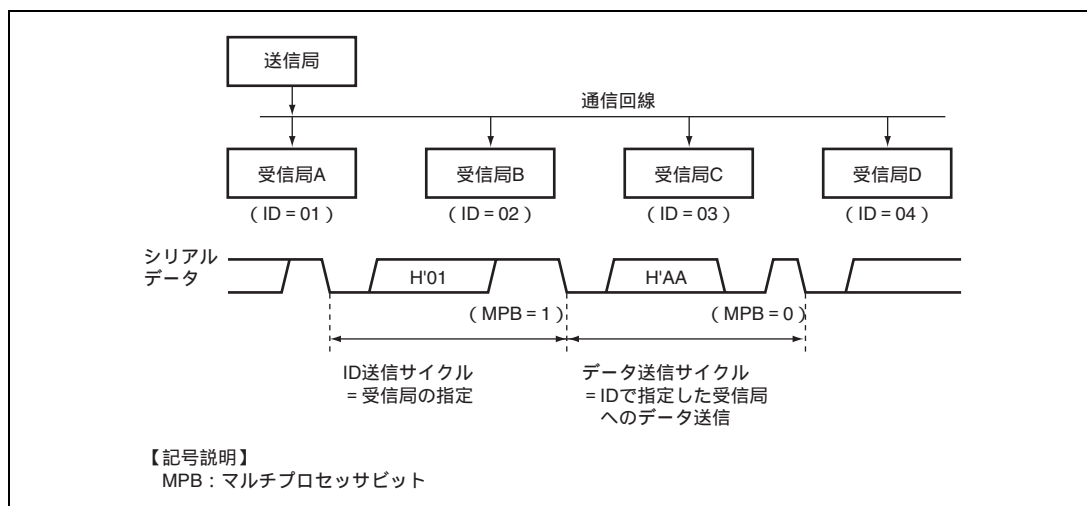 送信局
通信回線
受信局A 受信局B 受信局C 受信局D
(ID = 01) (ID = 02) (ID = 03) (ID = 04)
シリアル
データ
H'01 H'AA
(MPB = 1) (MPB = 0)
ID送信サイクル
= 受信局の指定
データ送信サイクル
= IDで指定した受信局
へのデータ送信
【記号説明】
MPB : マルチプロセッサビット